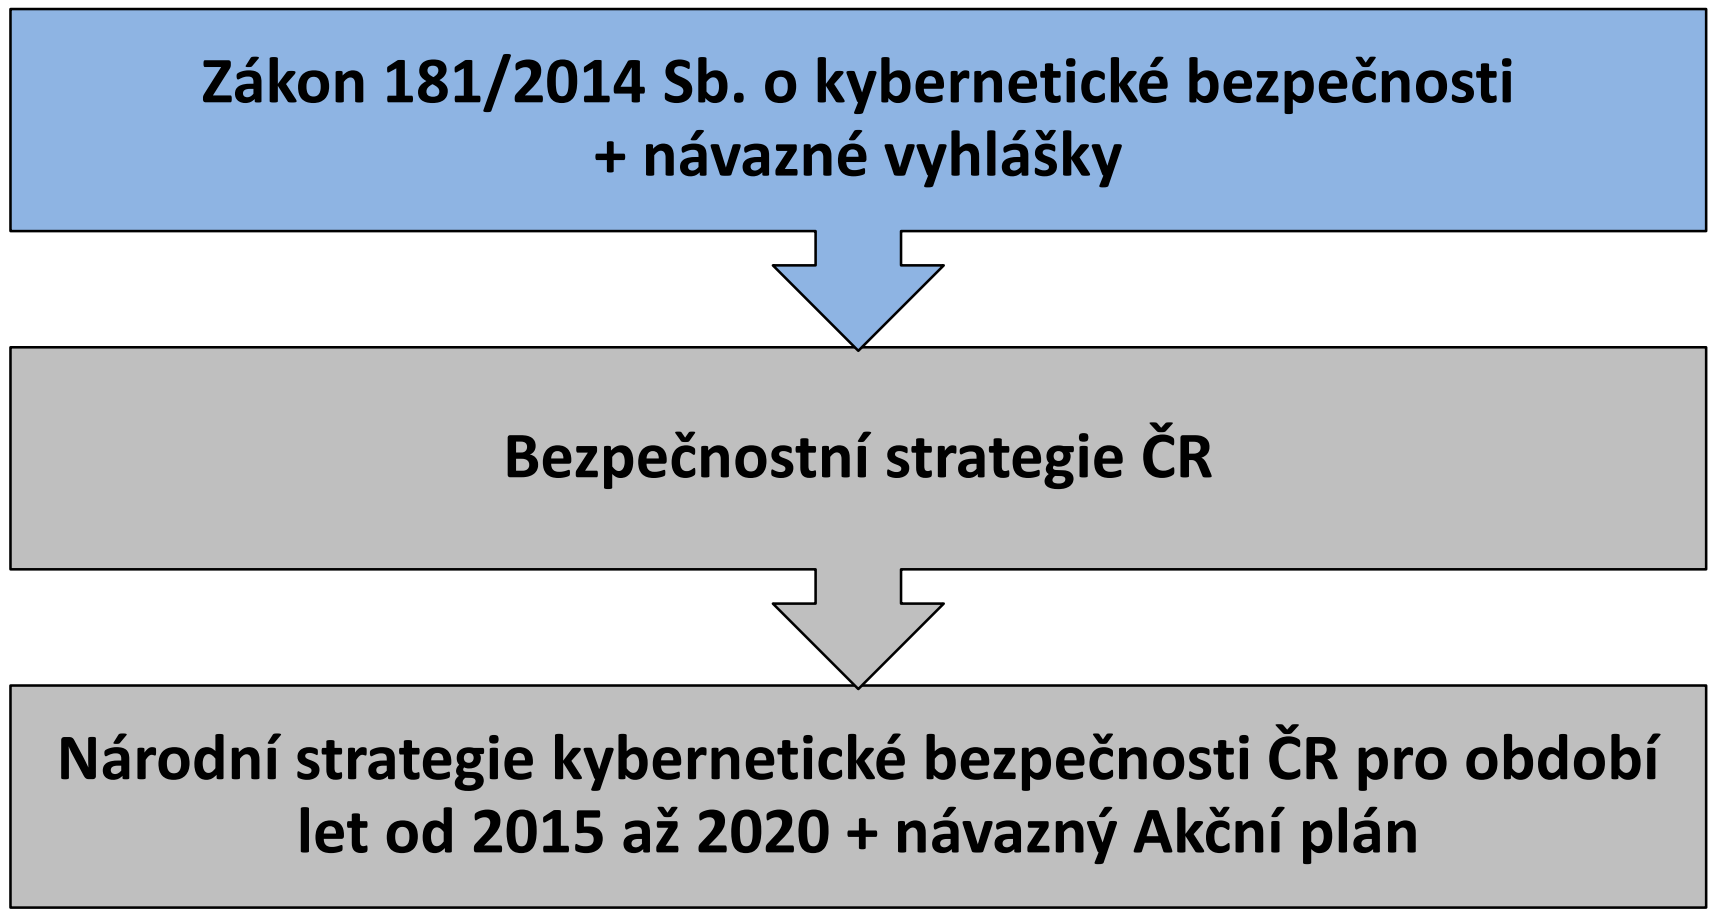 Zákon 181/2014 Sb. o kybernetické bezpečnosti
+ návazné vyhlášky
Bezpečnostní strategie ČR
Národní strategie kybernetické bezpečnosti ČR pro období
let od 2015 až 2020 + návazný Akční plán